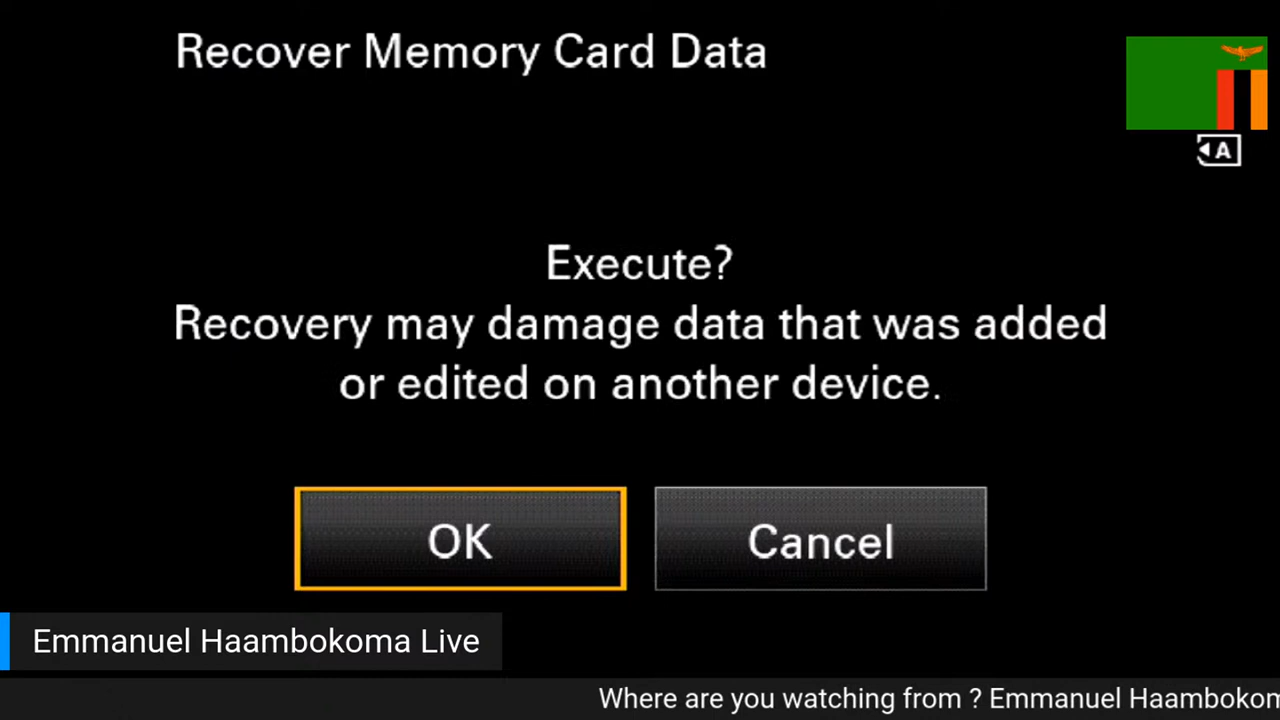 Recover Memory Card Data
A
Execute?
Recovery may damage data that was added
or edited on another device.
OK
Cancel
Emmanuel Haambokoma Live
Where are you watching from ? Emmanuel Haambokom